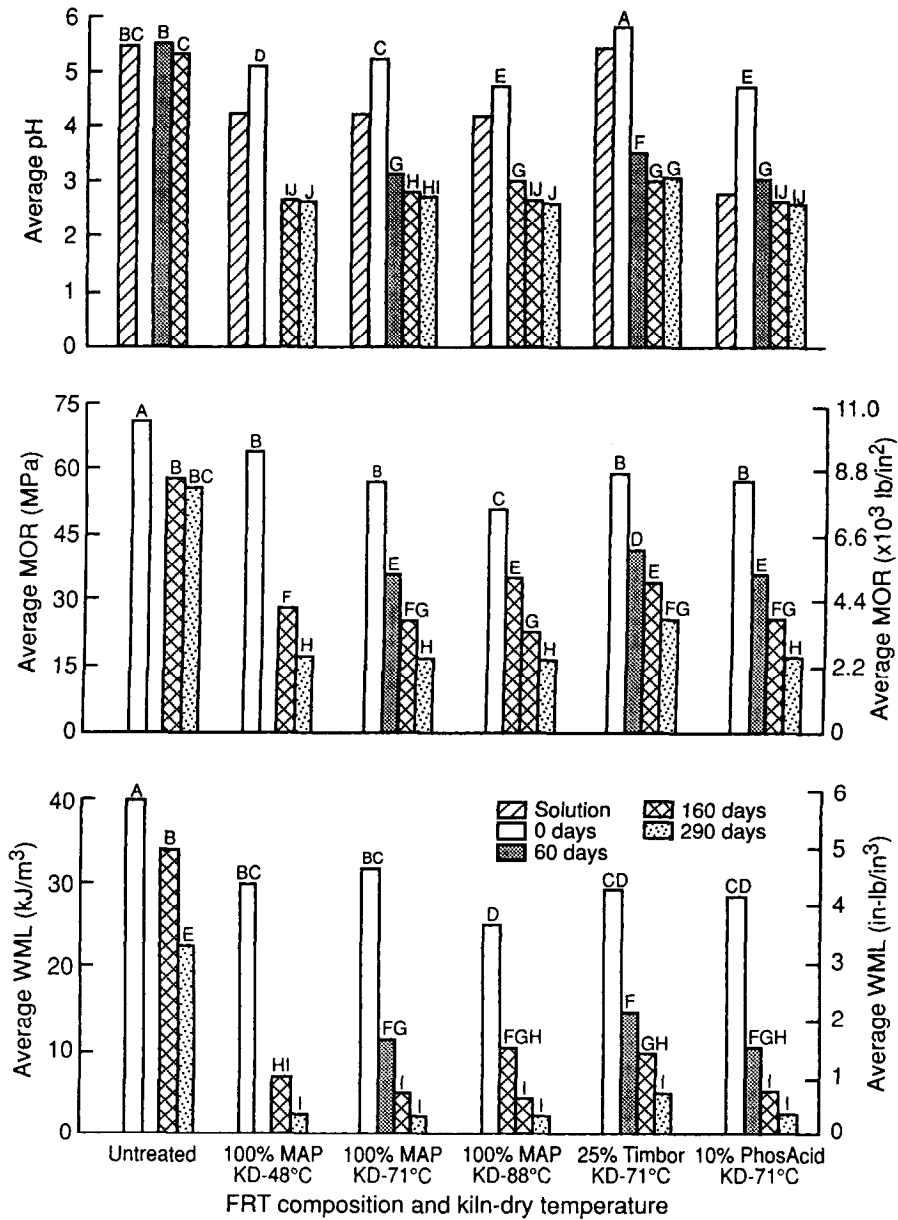 6
5
4
3
2
1
0
Average pH
BC
B
C
D
IJ
J
C
G
H
HI
E
G
IJ
J
A
F
G
G
E
G
IJ
IJ
75
60
45
30
15
0
Average MOR (MPa)
11.0
8.8
6.6
4.4
2.2
0
Average MOR (x10³ lb/in²)
A
B
BC
B
F
H
B
E
FG
H
C
E
G
H
B
D
E
FG
B
E
FG
H
40
30
20
10
0
Average WML (kJ/m³)
6
5
4
3
2
1
0
Average WML (in-lb/in³)
Solution
0 days
60 days
160 days
290 days
A
B
E
BC
HI
I
BC
FG
I
I
D
FGH
I
I
CD
F
GH
I
CD
FGH
I
I
Untreated
100% MAP
KD-48°C
100% MAP
KD-71°C
100% MAP
KD-88°C
25% Timbor
KD-71°C
10% PhosAcid
KD-71°C
FRT composition and kiln-dry temperature